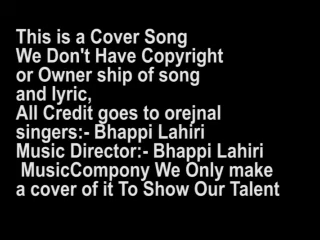 This is a Cover Song
We Don't Have Copyright
or Owner ship of song
and lyric,
All Credit goes to orejnal
singers:- Bhappi Lahiri
Music Director:- Bhappi Lahiri
MusicCompony We Only make
a cover of it To Show Our Talent